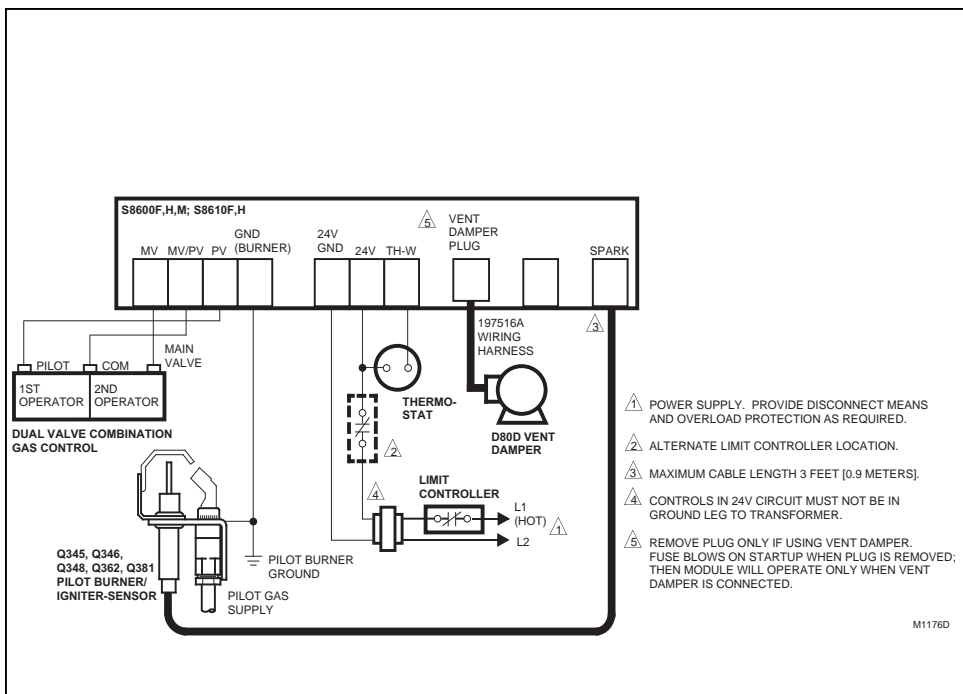 S8600F,H,M; S8610F,H
MV
MV/PV
PV
GND
(BURNER)
24V
GND
24V
TH-W
5
VENT
DAMPER
PLUG
SPARK
3
197516A
WIRING
HARNESS
MAIN
VALVE
PILOT
COM
1ST
OPERATOR
2ND
OPERATOR
DUAL VALVE COMBINATION
GAS CONTROL
THERMO-
STAT
D80D VENT
DAMPER
2
4
LIMIT
CONTROLLER
L1
(HOT)
1
L2
Q345, Q346,
Q348, Q362, Q381
PILOT BURNER/
IGNITER-SENSOR
PILOT BURNER
GROUND
PILOT GAS
SUPPLY
1 POWER SUPPLY. PROVIDE DISCONNECT MEANS
AND OVERLOAD PROTECTION AS REQUIRED.
2 ALTERNATE LIMIT CONTROLLER LOCATION.
3 MAXIMUM CABLE LENGTH 3 FEET [0.9 METERS].
4 CONTROLS IN 24V CIRCUIT MUST NOT BE IN
GROUND LEG TO TRANSFORMER.
5 REMOVE PLUG ONLY IF USING VENT DAMPER.
FUSE BLOWS ON STARTUP WHEN PLUG IS REMOVED;
THEN MODULE WILL OPERATE ONLY WHEN VENT
DAMPER IS CONNECTED.
M1176D